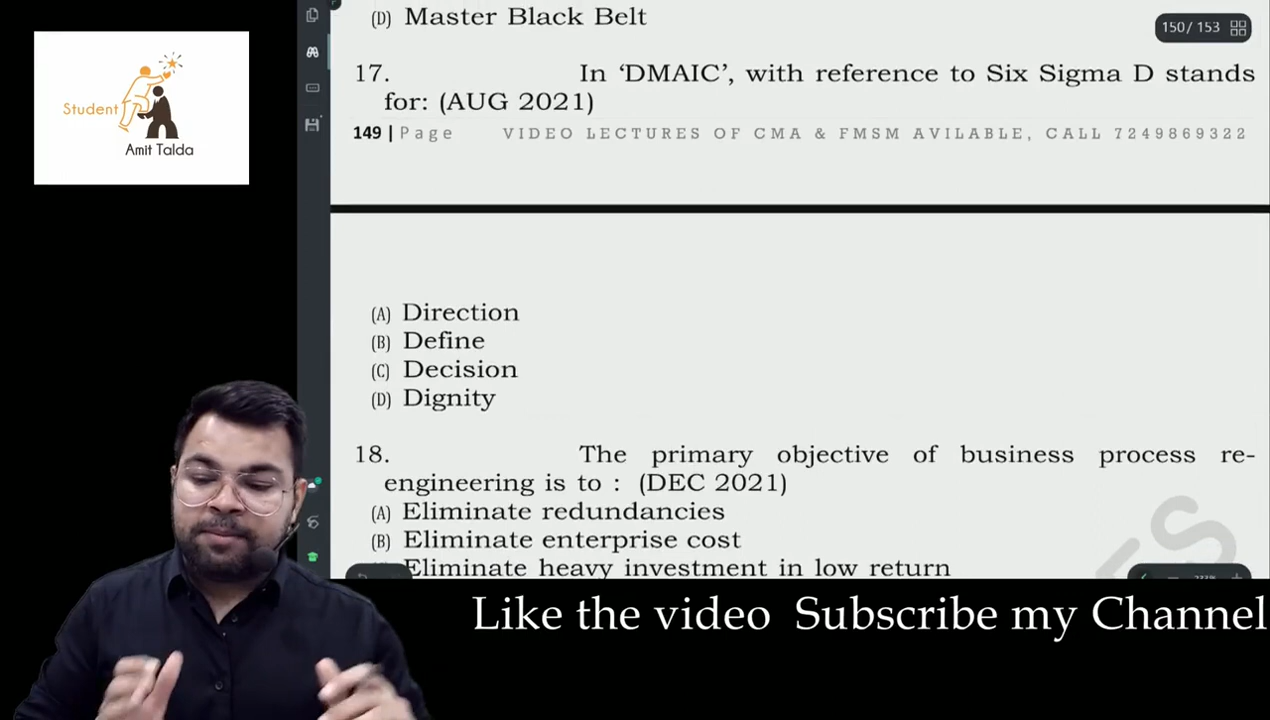 Student
Amit Talda
(D) Master Black Belt
150/ 153
17. In ‘DMAIC’, with reference to Six Sigma D stands
for: (AUG 2021)
149 | Page VIDEO LECTURES OF CMA & FMSM AVILABLE, CALL 7249869322
(A) Direction
(B) Define
(C) Decision
(D) Dignity
18. The primary objective of business process re-
engineering is to : (DEC 2021)
(A) Eliminate redundancies
(B) Eliminate enterprise cost
Eliminate heavy investment in low return
Like the video Subscribe my Channel